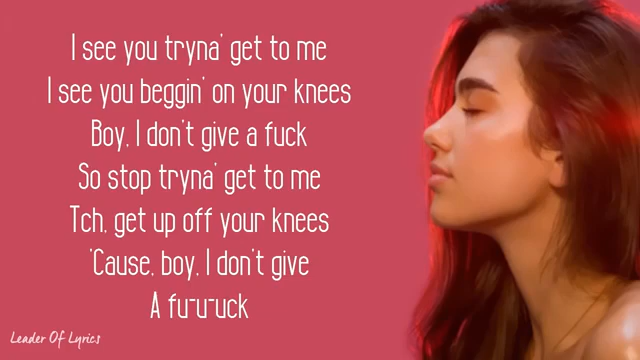 I see you tryna' get to me
I see you beggin' on your knees
Boy, I don't give a fuck
So stop tryna' get to me
Tch, get up off your knees
'Cause, boy, I don't give
A fu-u-uck
Leader Of Lyrics